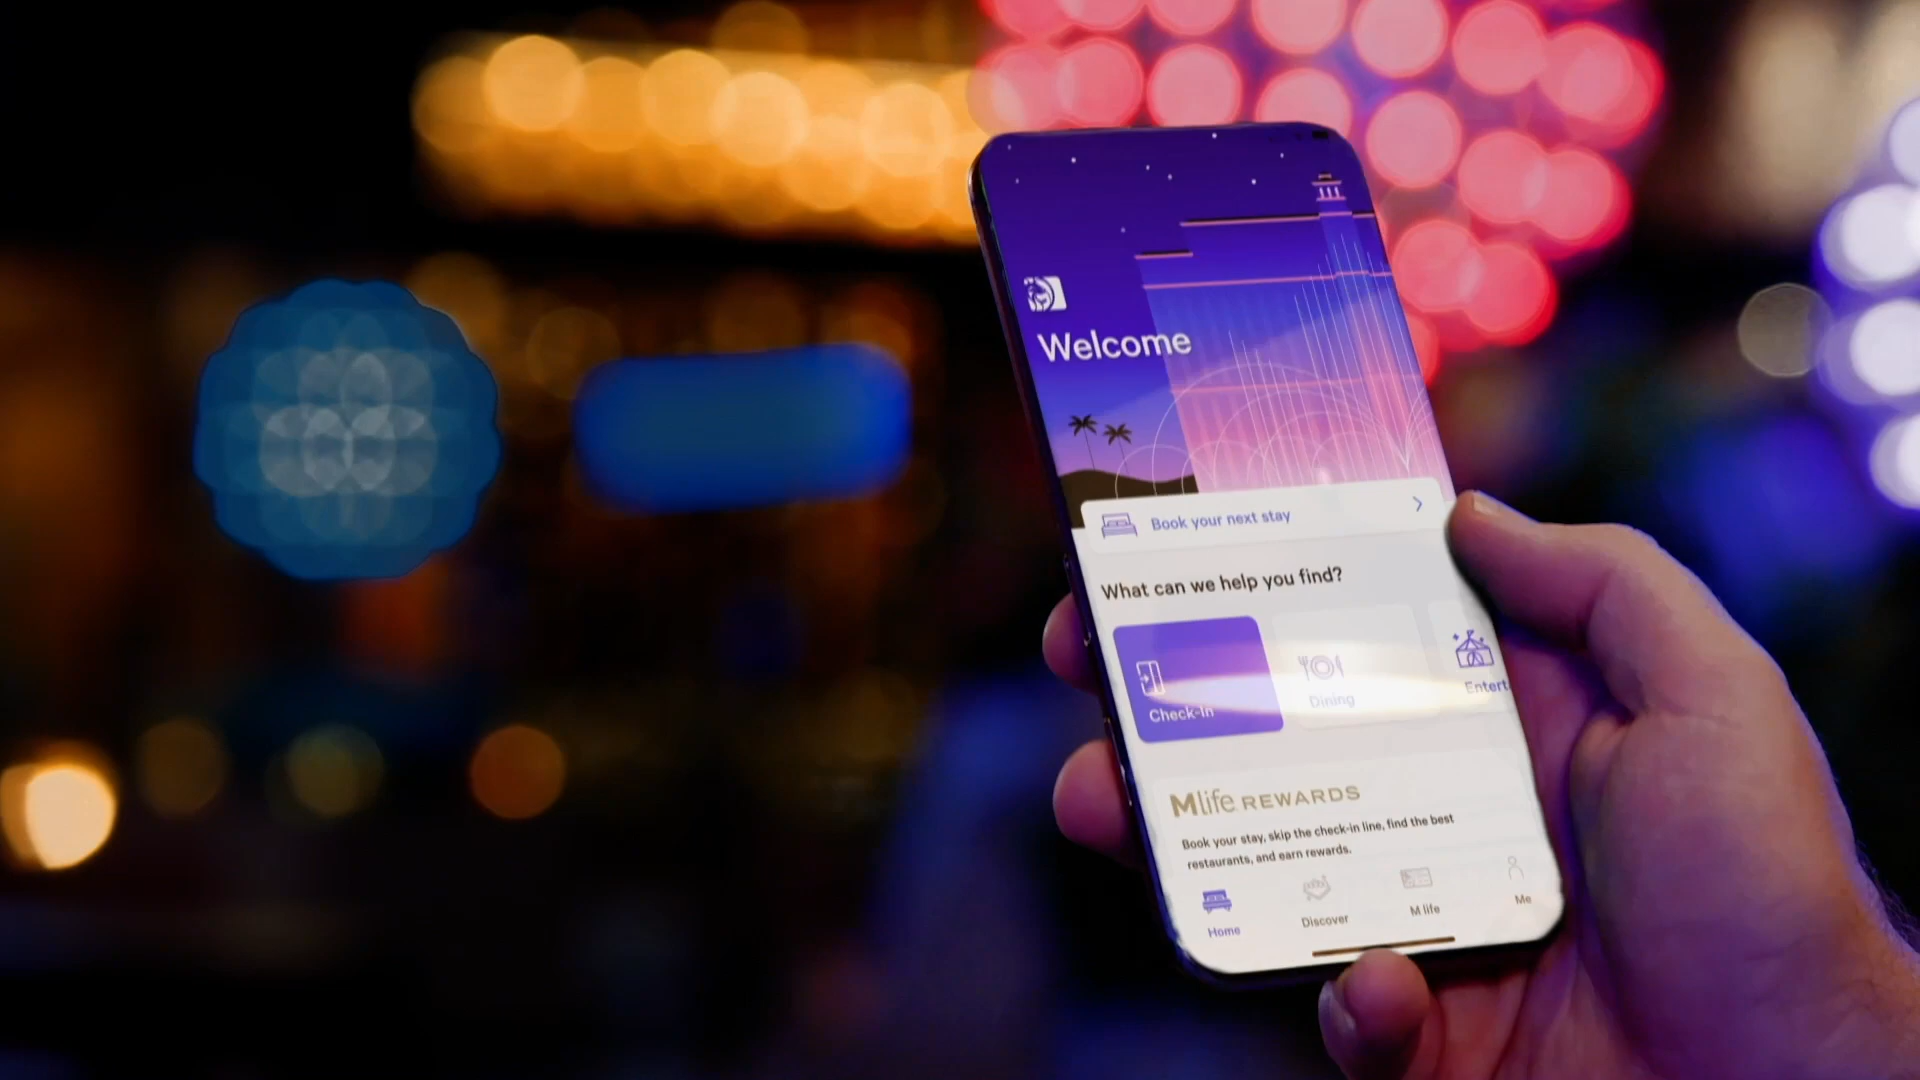 Welcome
Book your next stay
What can we help you find?
Check-In
Dining
Entert
Mlife REWARDS
Book your stay, skip the check-in line, find the best
restaurants, and earn rewards.
Home
Discover
M life
Me